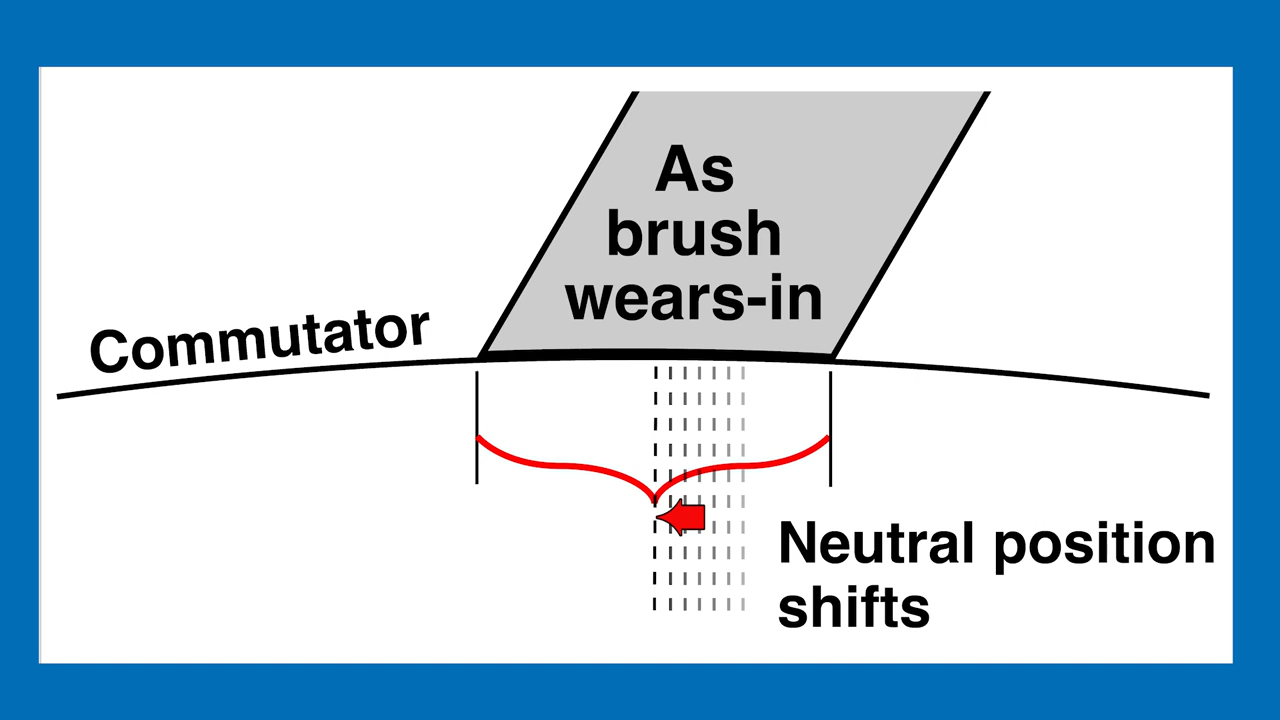 As
brush
wears-in
Commutator
Neutral position
shifts